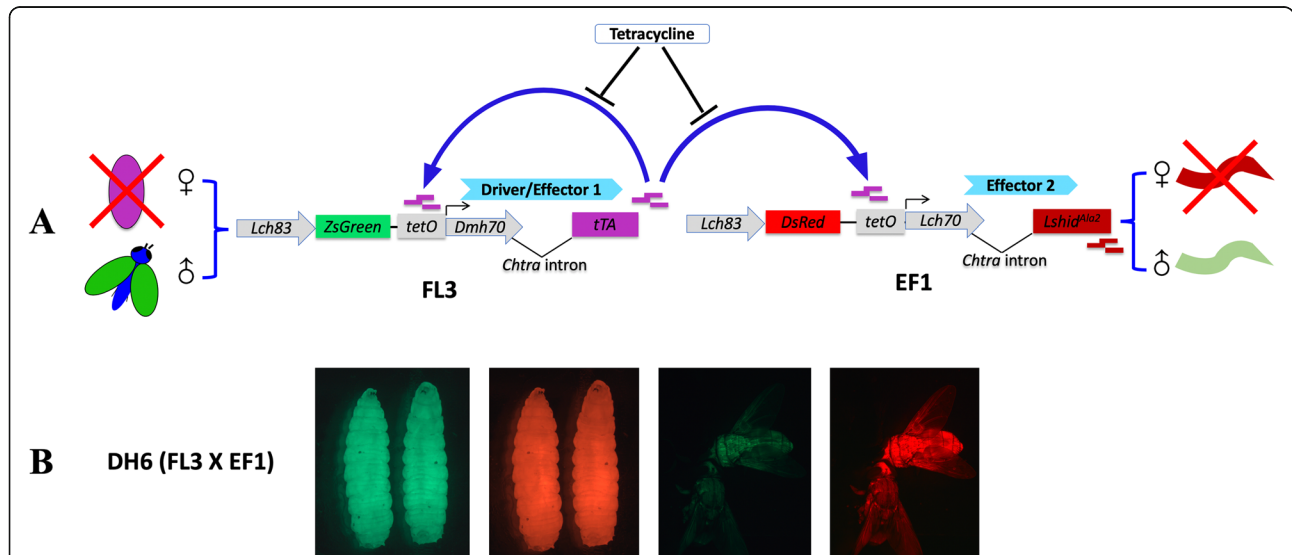 Tetracycline
A
♀
♂
Driver/Effector 1
Lch83
ZsGreen
tetO
Dmh70
tTA
Chtra intron
FL3
Effector 2
Lch83
DsRed
tetO
Lch70
Lshid^Ala2
Chtra intron
EF1
♀
♂
B
DH6 (FL3 X EF1)